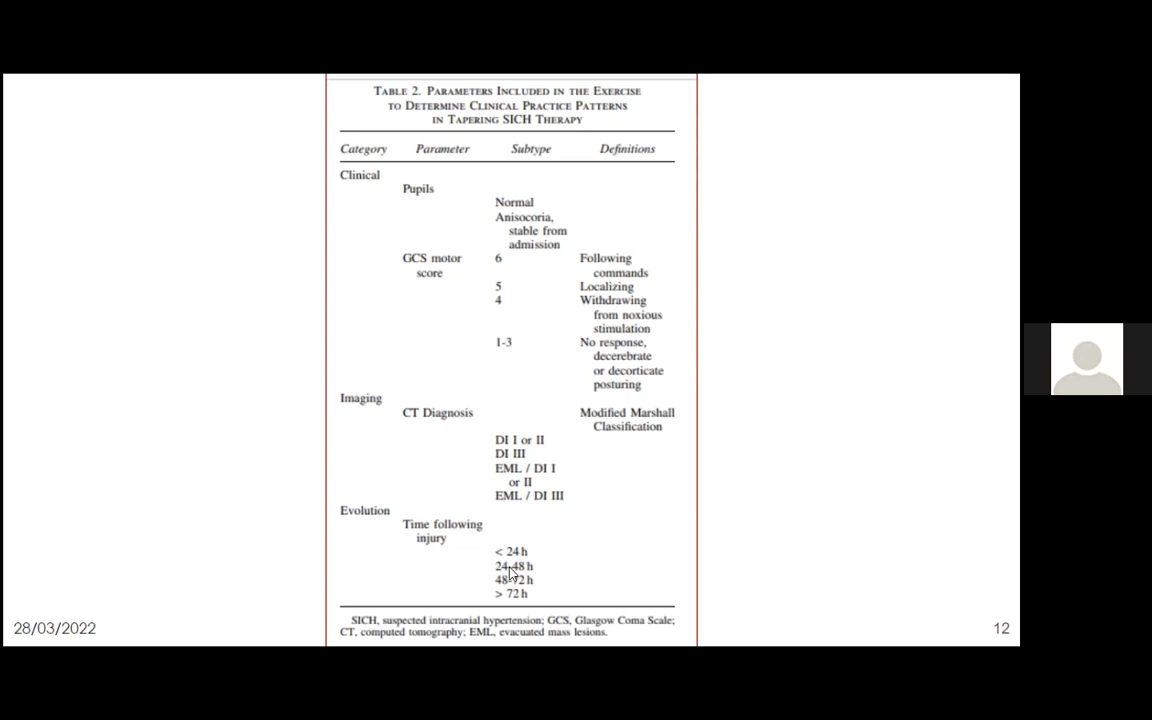 TABLE 2. PARAMETERS INCLUDED IN THE EXERCISE
TO DETERMINE CLINICAL PRACTICE PATTERNS
IN TAPERING SICH THERAPY
Category Parameter Subtype Definitions
Clinical
Pupils
Normal
Anisocoria,
stable from
admission
GCS motor 6 Following
score commands
5 Localizing
4 Withdrawing
from noxious
stimulation
1-3 No response,
decerebrate
or decorticate
posturing
Imaging
CT Diagnosis Modified Marshall
Classification
DI I or II
DI III
EML / DI I
or II
EML / DI III
Evolution
Time following
injury
< 24 h
24-48 h
48-72 h
> 72 h
SICH, suspected intracranial hypertension; GCS, Glasgow Coma Scale;
CT, computed tomography; EML, evacuated mass lesions.
28/03/2022
12